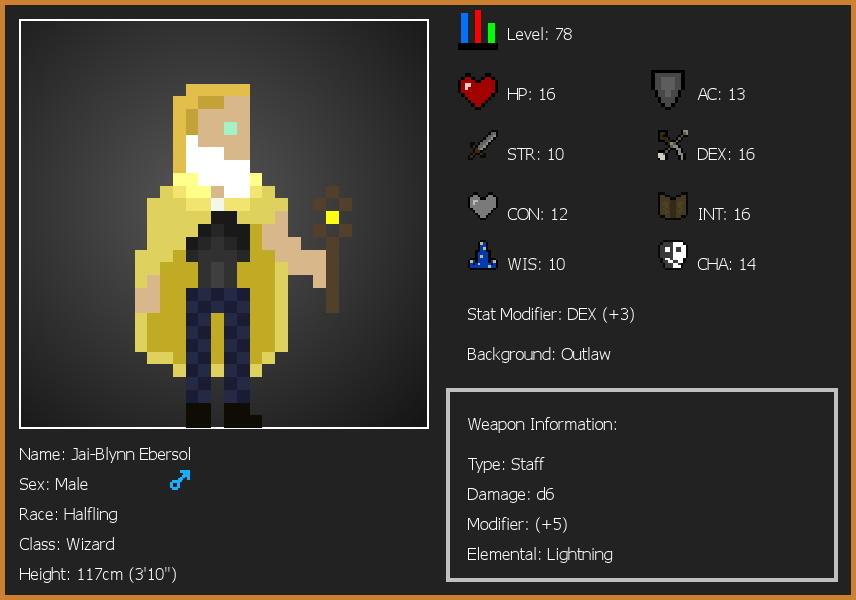 Level: 78
HP: 16
AC: 13
STR: 10
DEX: 16
CON: 12
INT: 16
WIS: 10
CHA: 14
Stat Modifier: DEX (+3)
Background: Outlaw
Weapon Information:
Type: Staff
Damage: d6
Modifier: (+5)
Elemental: Lightning
Name: Jai-Blynn Ebersol
Sex: Male
Race: Halfling
Class: Wizard
Height: 117cm (3'10")